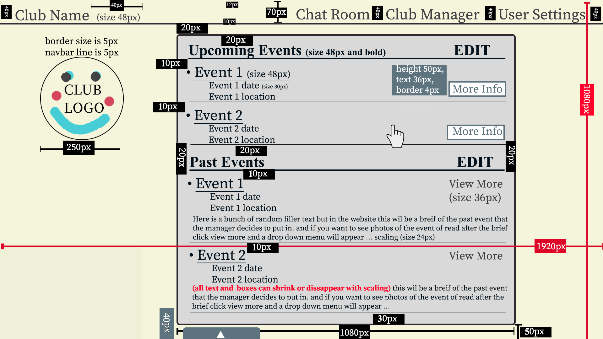 40px
12px
70px
Club Name
(size 48px)
Chat Room
Club Manager
User Settings
20px
border size is 5px
navbar line is 5px
20px
Upcoming Events (size 48px and bold)
EDIT
10px
Event 1 (size 48px)
Event 1 date (size 36px)
Event 1 location
height 50px,
text 36px,
border 4px
More Info
1080px
CLUB
LOGO
10px
Event 2
Event 2 date
Event 2 location
More Info
250px
20px
20px
20px
Past Events
EDIT
10px
Event 1
Event 1 date
Event 1 location
View More
(size 36px)
Here is a bunch of random filler text but in the website this wil be a breif of the past event that
the manager decides to put in. and if you want to see photos of the event of read after the brief
click view more and a drop down menu will appear ... scaling (size 24px)
10px
1920px
Event 2
Event 2 date
Event 2 location
View More
(all text and boxes can shrink or dissappear with scaling) this wil be a breif of the past event
that the manager decides to put in. and if you want to see photos of the event of read after the
brief click view more and a drop down menu will appear ...
40px
30px
1080px
50px